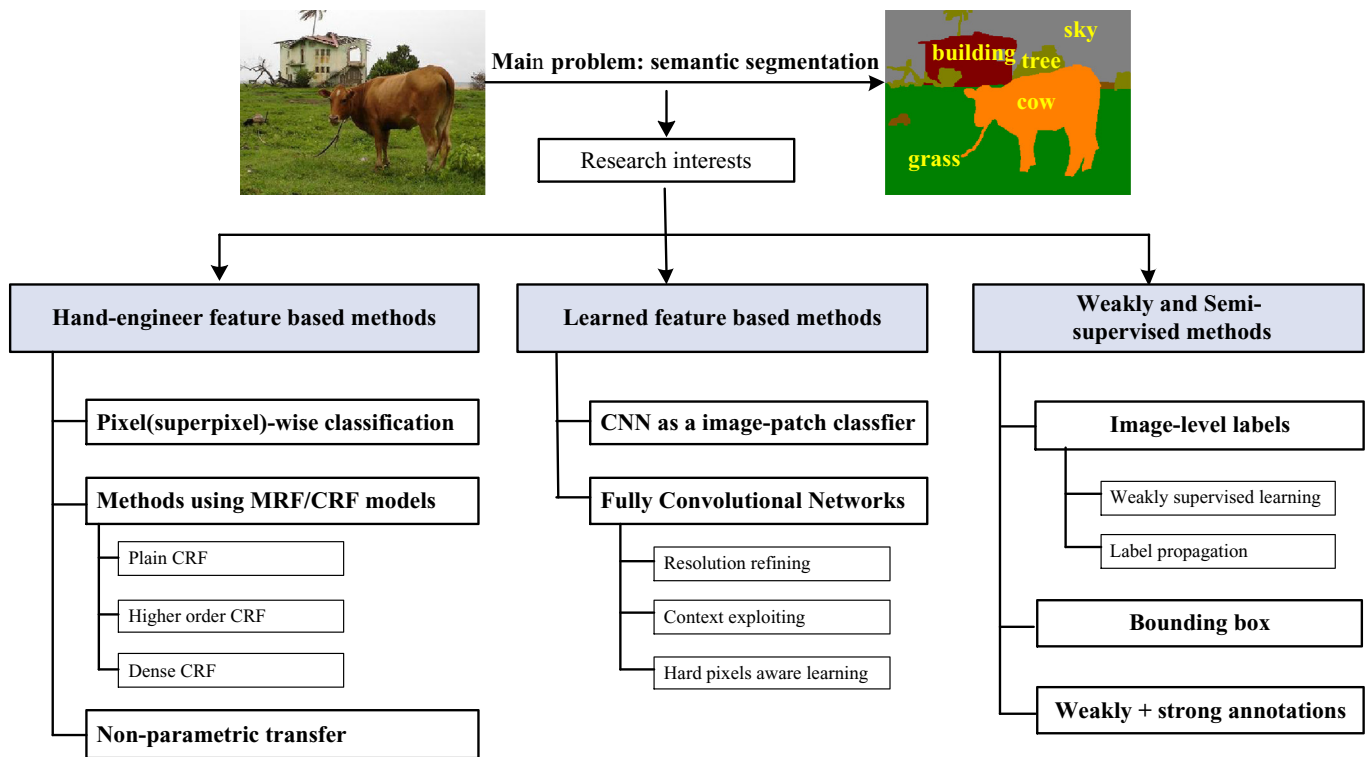 Main problem: semantic segmentation
sky
building
tree
cow
grass
Research interests
Hand-engineer feature based methods
Pixel(superpixel)-wise classification
Methods using MRF/CRF models
Plain CRF
Higher order CRF
Dense CRF
Non-parametric transfer
Learned feature based methods
CNN as a image-patch classfier
Fully Convolutional Networks
Resolution refining
Context exploiting
Hard pixels aware learning
Weakly and Semi-
supervised methods
Image-level labels
Weakly supervised learning
Label propagation
Bounding box
Weakly + strong annotations